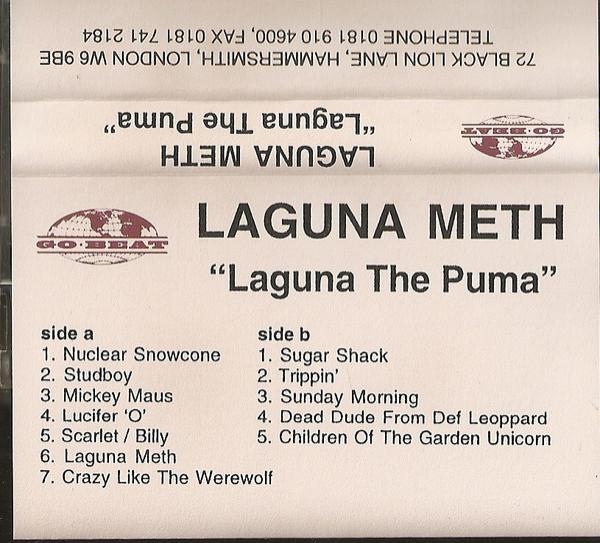 72 BLACK LION LANE, HAMMERSMITH, LONDON W6 9BE
TELEPHONE 0181 910 4600, FAX 0181 741 2184
LAGUNA METH
"Laguna The Puma"
GO·BEAT
GO·BEAT
LAGUNA METH
“Laguna The Puma”
side a
1. Nuclear Snowcone
2. Studboy
3. Mickey Maus
4. Lucifer 'O'
5. Scarlet / Billy
6. Laguna Meth
7. Crazy Like The Werewolf
side b
1. Sugar Shack
2. Trippin'
3. Sunday Morning
4. Dead Dude From Def Leoppard
5. Children Of The Garden Unicorn